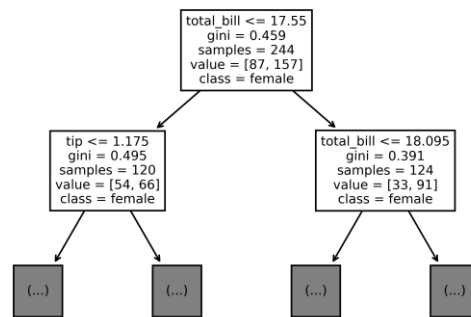 total_bill <= 17.55
gini = 0.459
samples = 244
value = [87, 157]
class = female
tip <= 1.175
gini = 0.495
samples = 120
value = [54, 66]
class = female
total_bill <= 18.095
gini = 0.391
samples = 124
value = [33, 91]
class = female
(...)
(...)
(...)
(...)